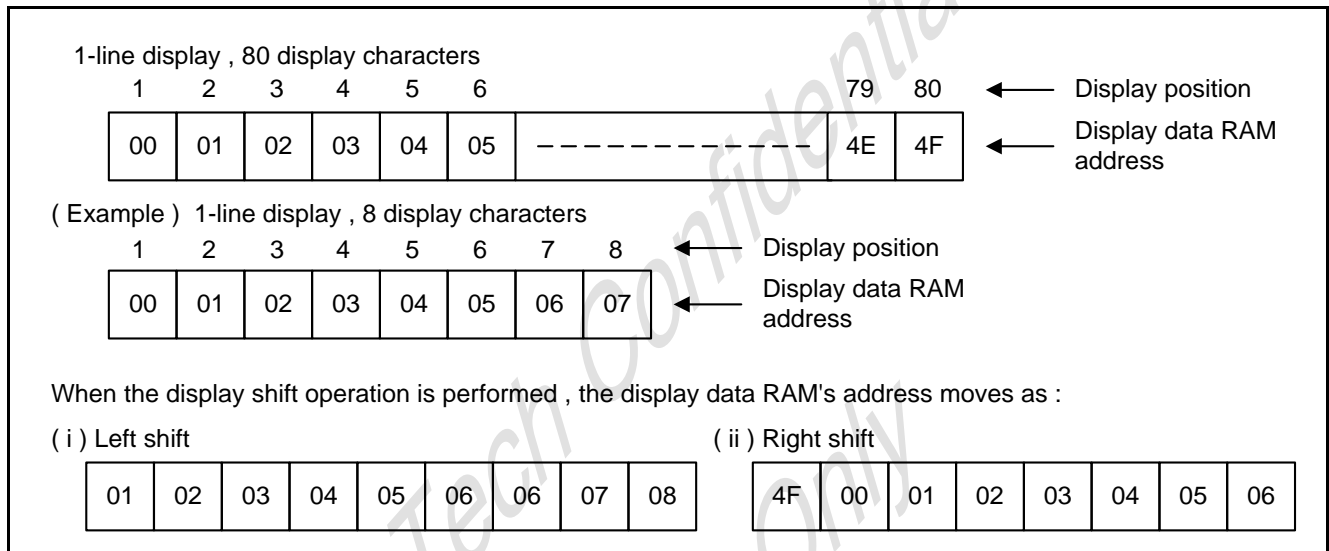 1-line display , 80 display characters
1 2 3 4 5 6 79 80 Display position
00 01 02 03 04 05 4E 4F Display data RAM address
( Example ) 1-line display , 8 display characters
1 2 3 4 5 6 7 8 Display position
00 01 02 03 04 05 06 07 Display data RAM address
When the display shift operation is performed , the display data RAM's address moves as :
( i ) Left shift ( ii ) Right shift
01 02 03 04 05 06 06 07 08 4F 00 01 02 03 04 05 06
Tech Confidential
Only